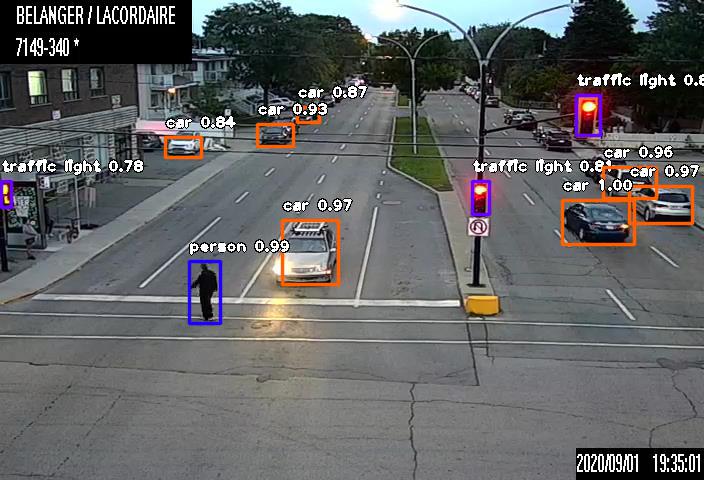 BELANGER / LACORDAIRE
7149-340 *
car 0.87
car 0.93
car 0.84
traffic light 0.8
traffic light 0.78
traffic light 0.81
car 0.96
car 0.97
car 1.00
car 0.97
person 0.99
2020/09/01 19:35:01